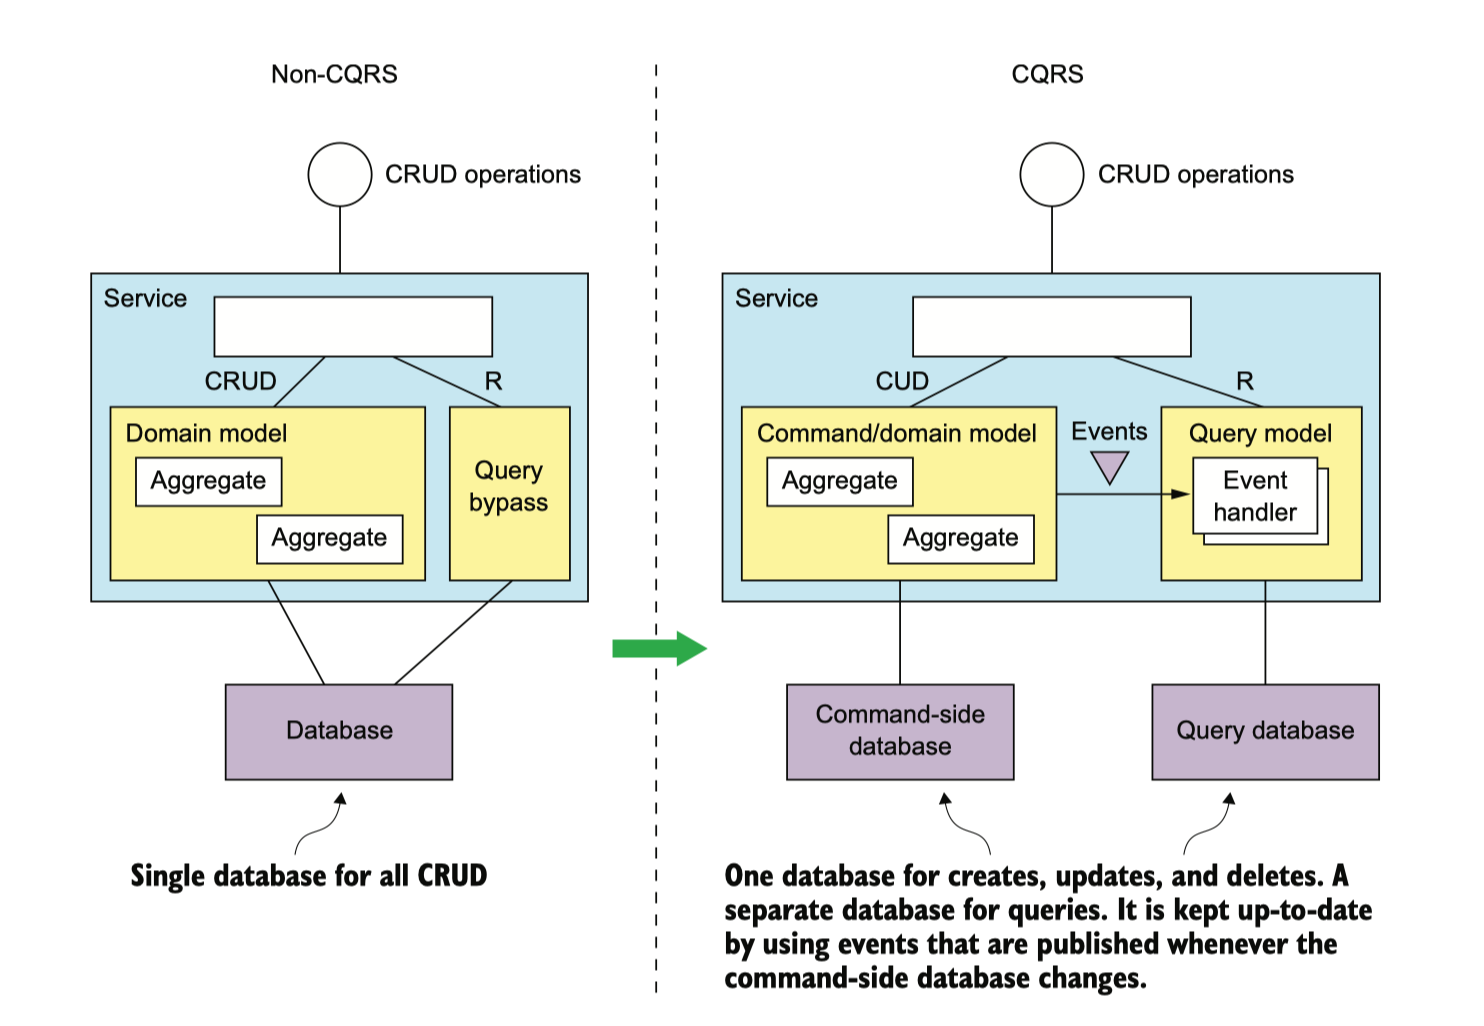 Non-CQRS
CRUD operations
Service
CRUD
R
Domain model
Aggregate
Aggregate
Query
bypass
Database
Single database for all CRUD
CQRS
CRUD operations
Service
CUD
R
Command/domain model
Aggregate
Aggregate
Events
Query model
Event
handler
Command-side
database
Query database
One database for creates, updates, and deletes. A
separate database for queries. It is kept up-to-date
by using events that are published whenever the
command-side database changes.